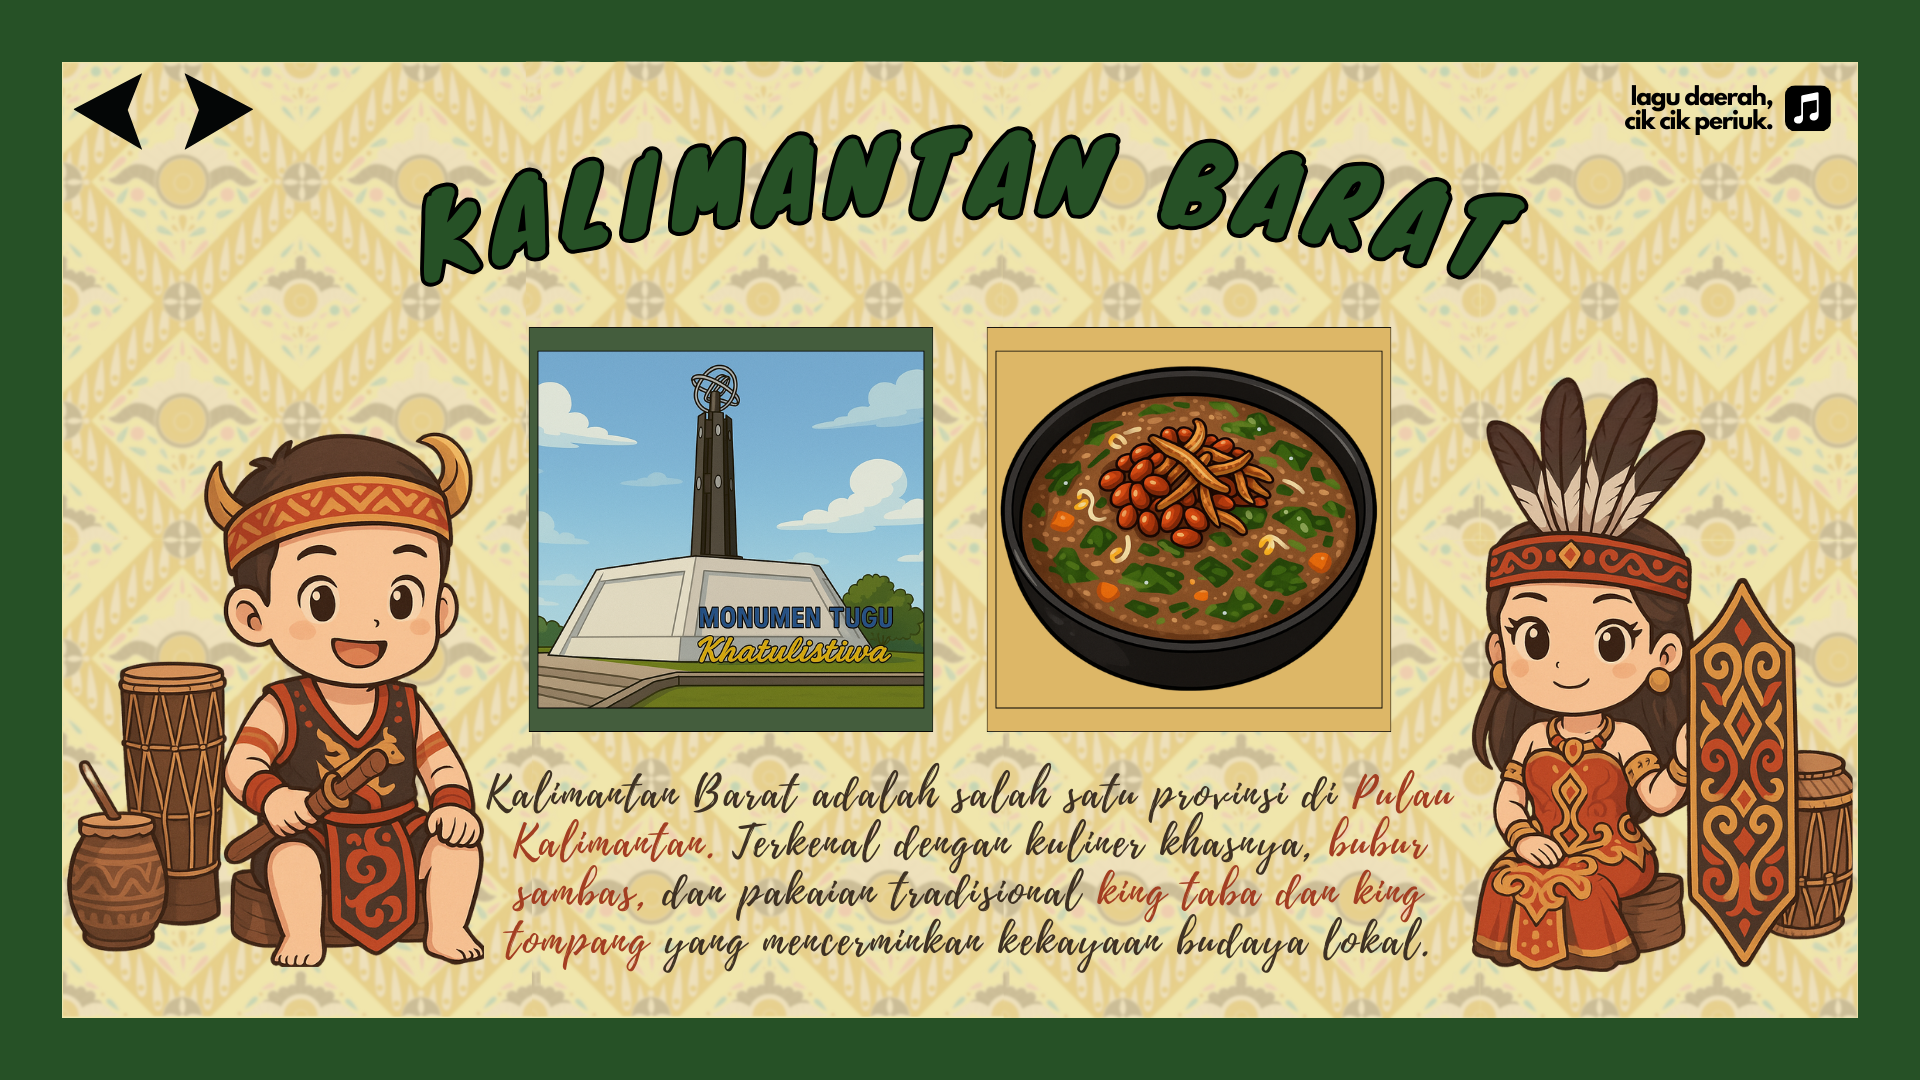 lagu daerah,
cik cik periuk.
KALIMANTAN BARAT
MONUMEN TUGU
Khatulistiwa
Kalimantan Barat adalah salah satu provinsi di Pulau
Kalimantan. Terkenal dengan kuliner khasnya, bubur
sambas, dan pakaian tradisional king taba dan king
tompang yang mencerminkan kekayaan budaya lokal.